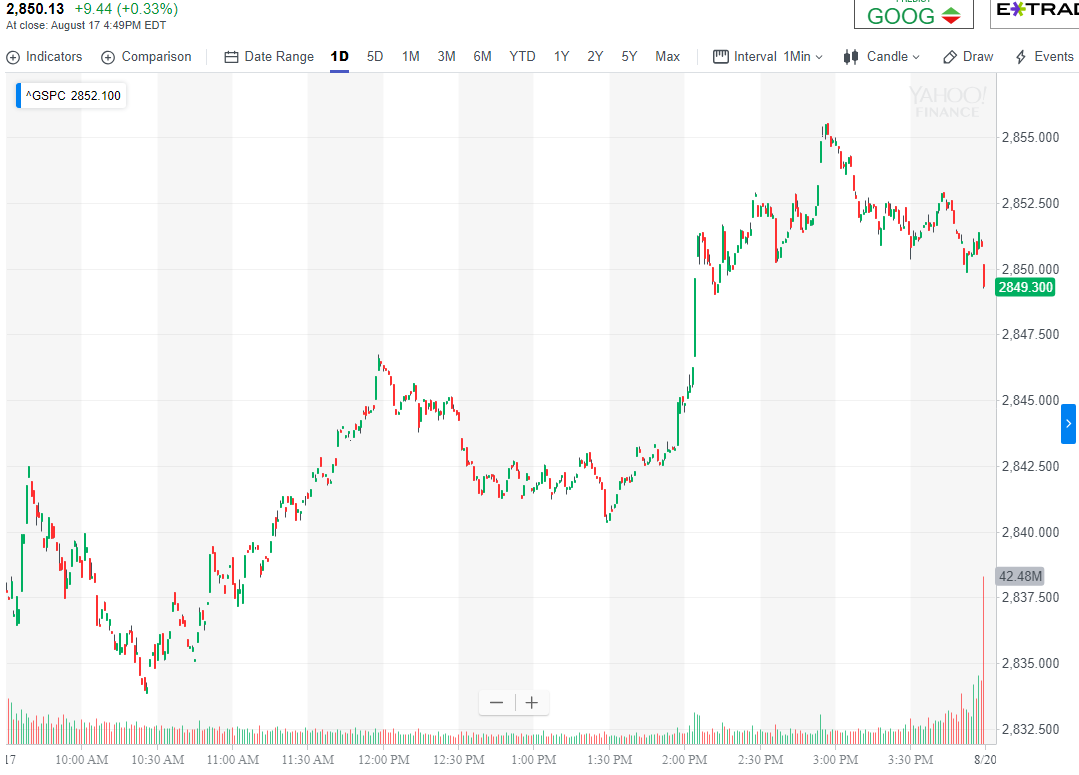 2,850.13 +9.44 (+0.33%)
At close: August 17 4:49PM EDT
GOOG
Indicators Comparison Date Range 1D 5D 1M 3M 6M YTD 1Y 2Y 5Y Max Interval 1Min Candle Draw Events
^GSPC 2852.100
YAHOO!
FINANCE
2,855.000
2,852.500
2,850.000
2849.300
2,847.500
2,845.000
2,842.500
2,840.000
42.48M
2,837.500
2,835.000
2,832.500
17 10:00 AM 10:30 AM 11:00 AM 11:30 AM 12:00 PM 12:30 PM 1:00 PM 1:30 PM 2:00 PM 2:30 PM 3:00 PM 3:30 PM 8/20